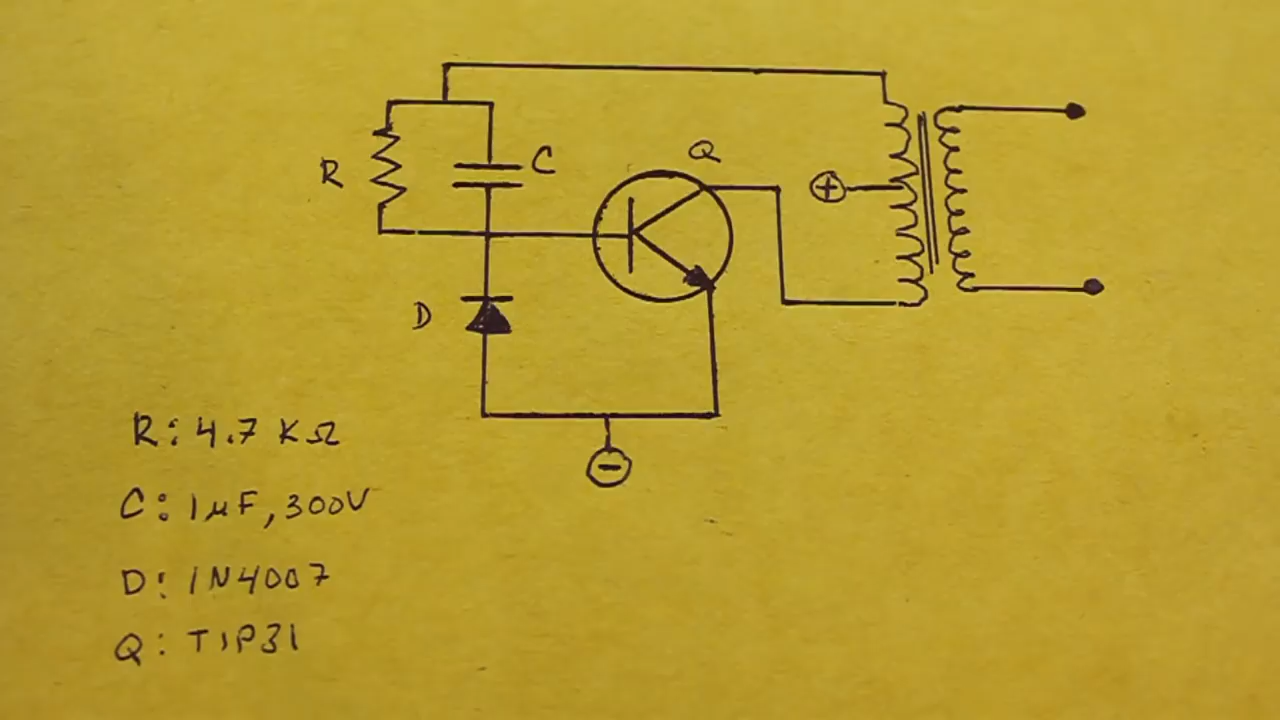 Q
C
R
+
D
-
R: 4.7 KΩ
C: 1µF, 300V
D: 1N4007
Q: TIP31